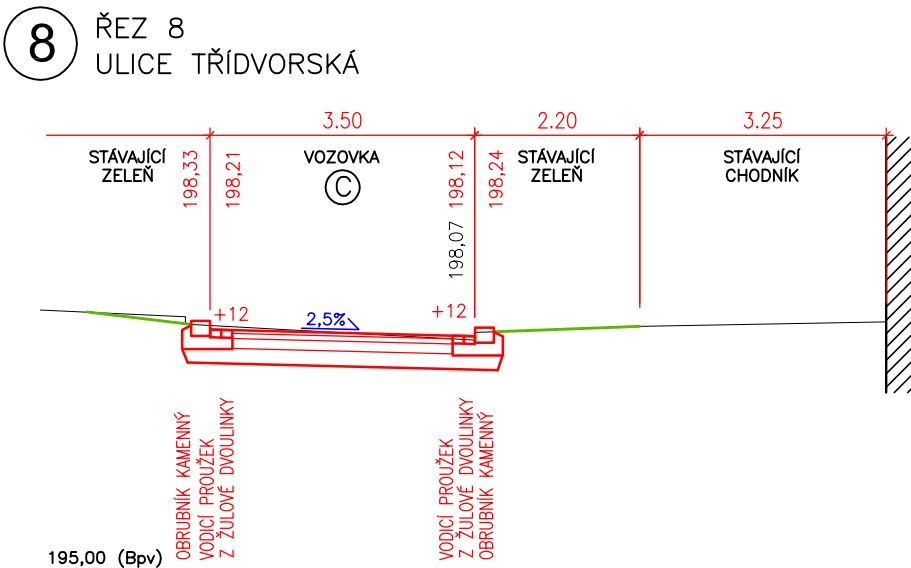 8
ŘEZ 8
ULICE TŘÍDVORSKÁ
3.50
2.20
3.25
STÁVAJÍCÍ
ZELEŇ
198,33
198,21
VOZOVKA
C
198,12
198,07
198,24
STÁVAJÍCÍ
ZELEŇ
STÁVAJÍCÍ
CHODNÍK
+12
2,5%
+12
OBRUBNÍK KAMENNÝ
VODICÍ PROUŽEK
Z ŽULOVÉ DVOULINKY
VODICÍ PROUŽEK
Z ŽULOVÉ DVOULINKY
OBRUBNÍK KAMENNÝ
195,00 (Bpv)